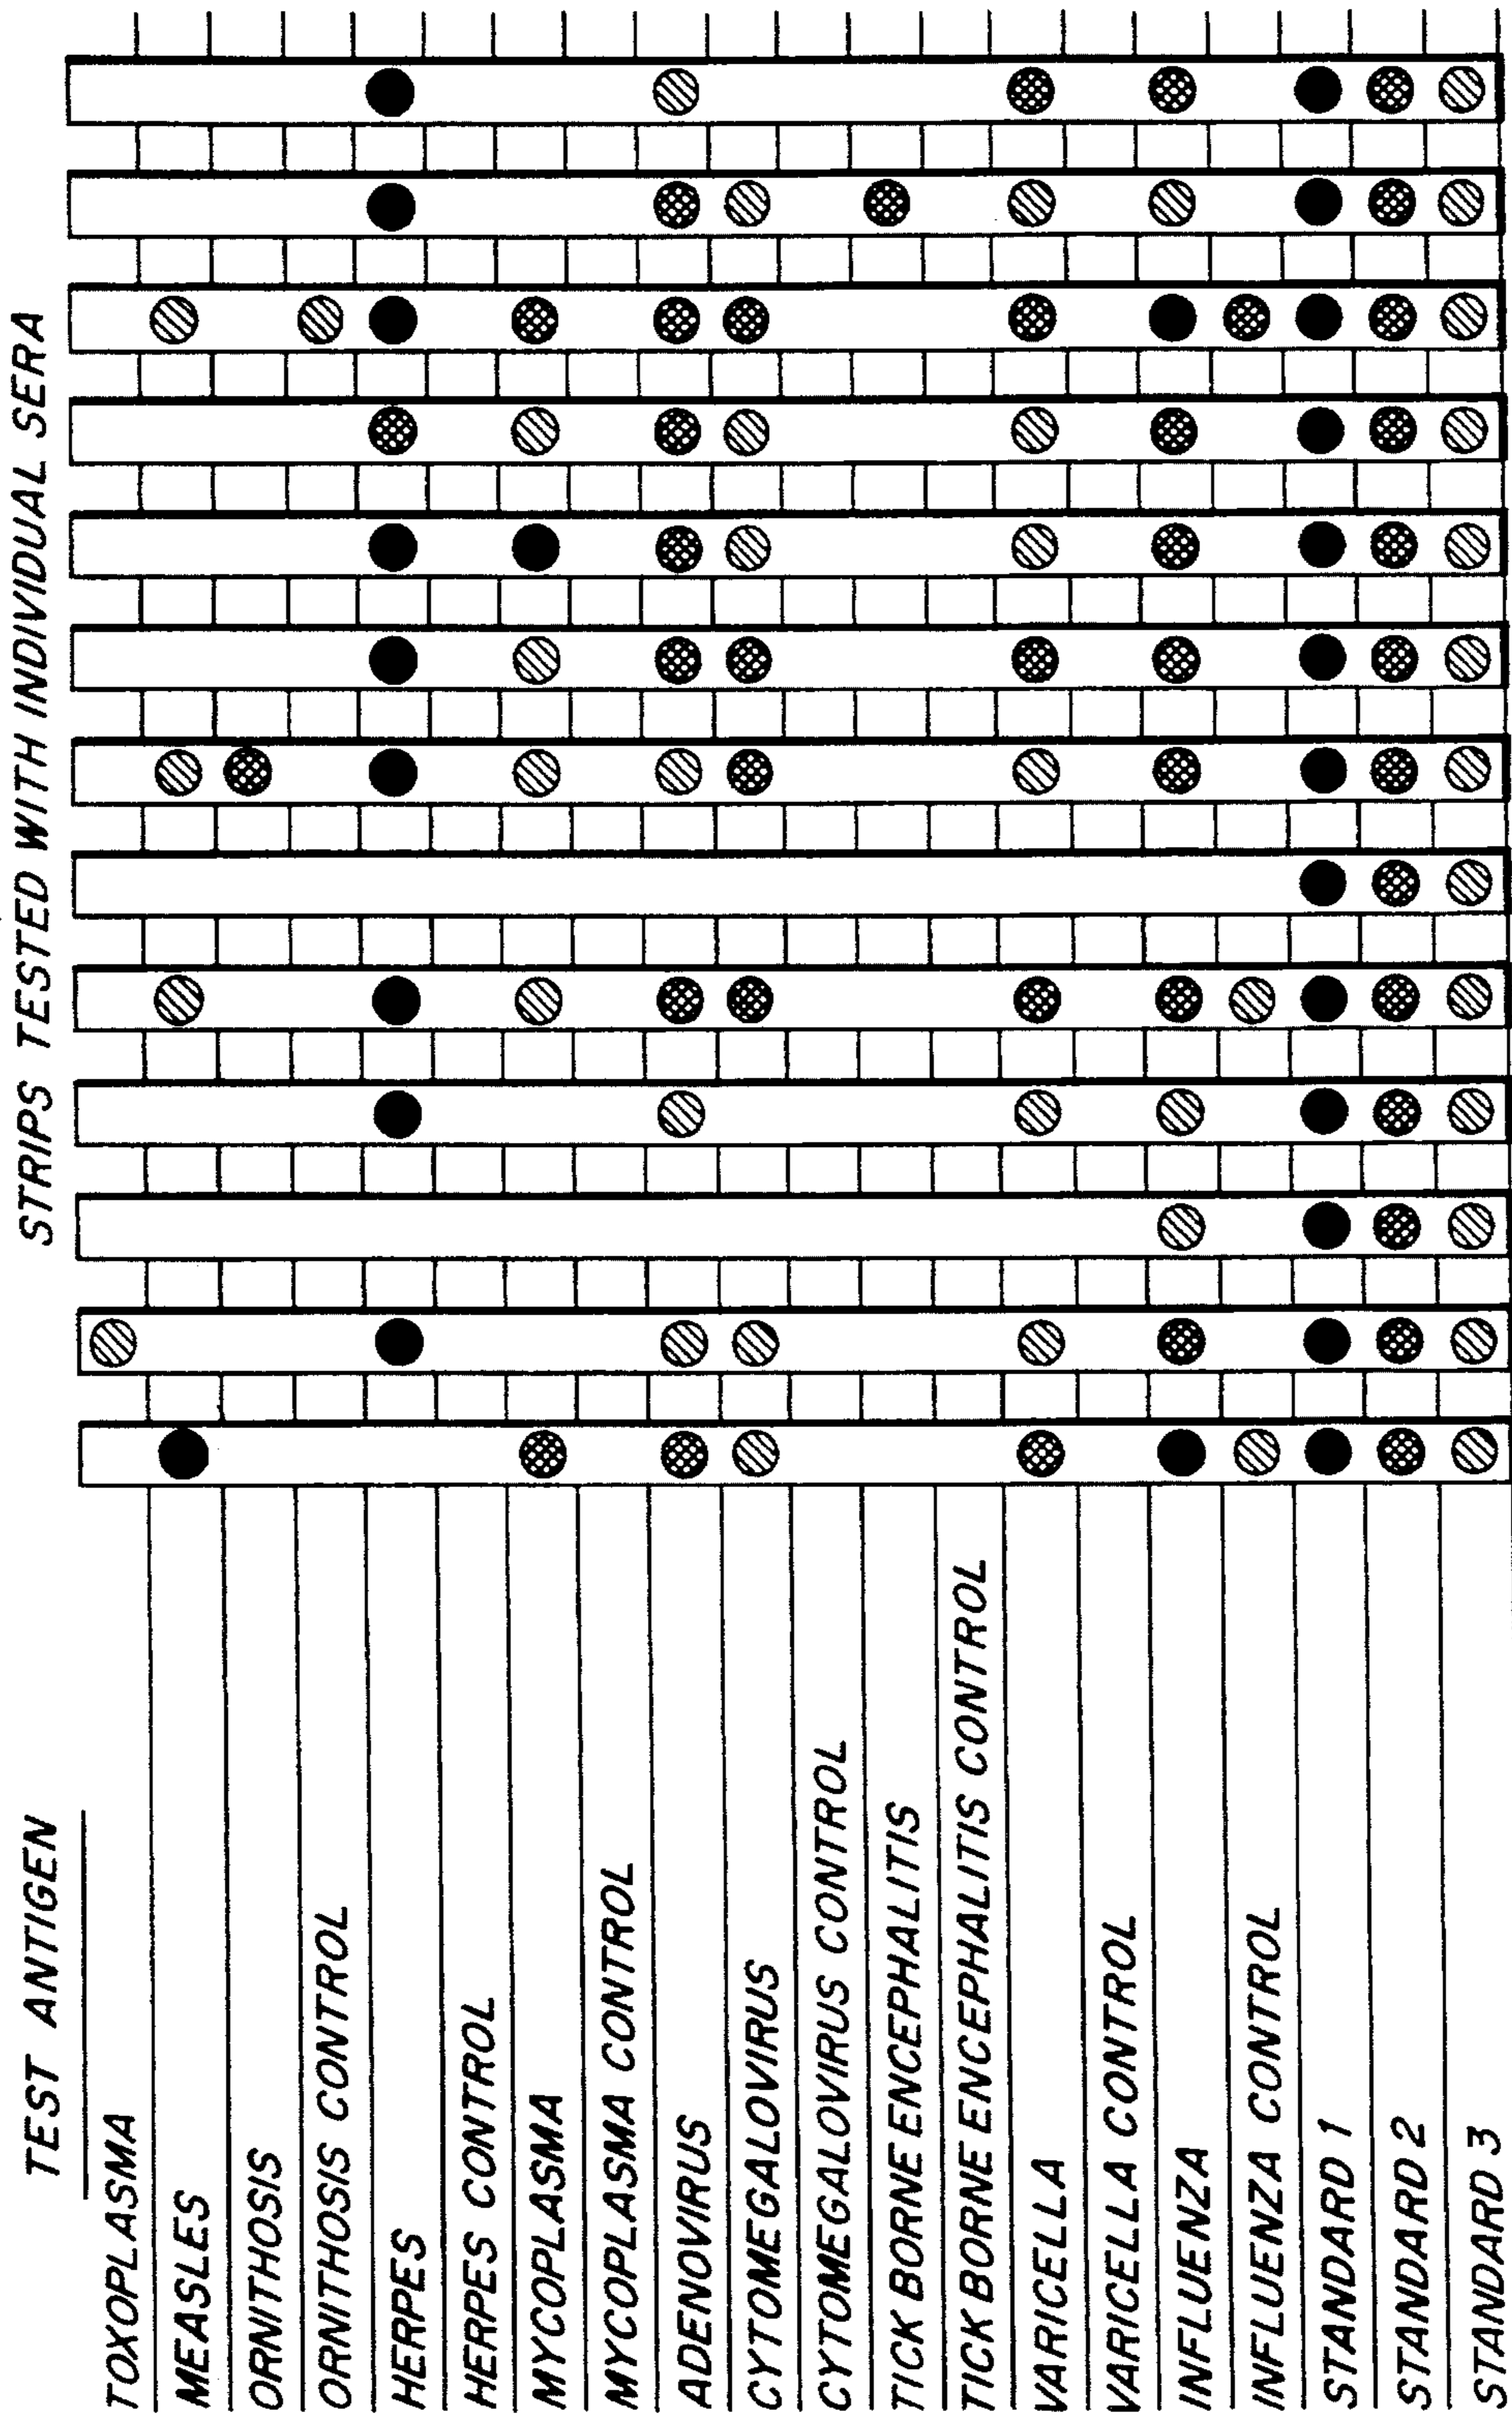 TEST ANTIGEN
STRIPS TESTED WITH INDIVIDUAL SERA
TOXOPLASMA
MEASLES
ORNITHOSIS
ORNITHOSIS CONTROL
HERPES
HERPES CONTROL
MYCOPLASMA
MYCOPLASMA CONTROL
ADENOVIRUS
CYTOMEGALOVIRUS
CYTOMEGALOVIRUS CONTROL
TICK BORNE ENCEPHALITIS
TICK BORNE ENCEPHALITIS CONTROL
VARICELLA
VARICELLA CONTROL
INFLUENZA
INFLUENZA CONTROL
STANDARD 1
STANDARD 2
STANDARD 3